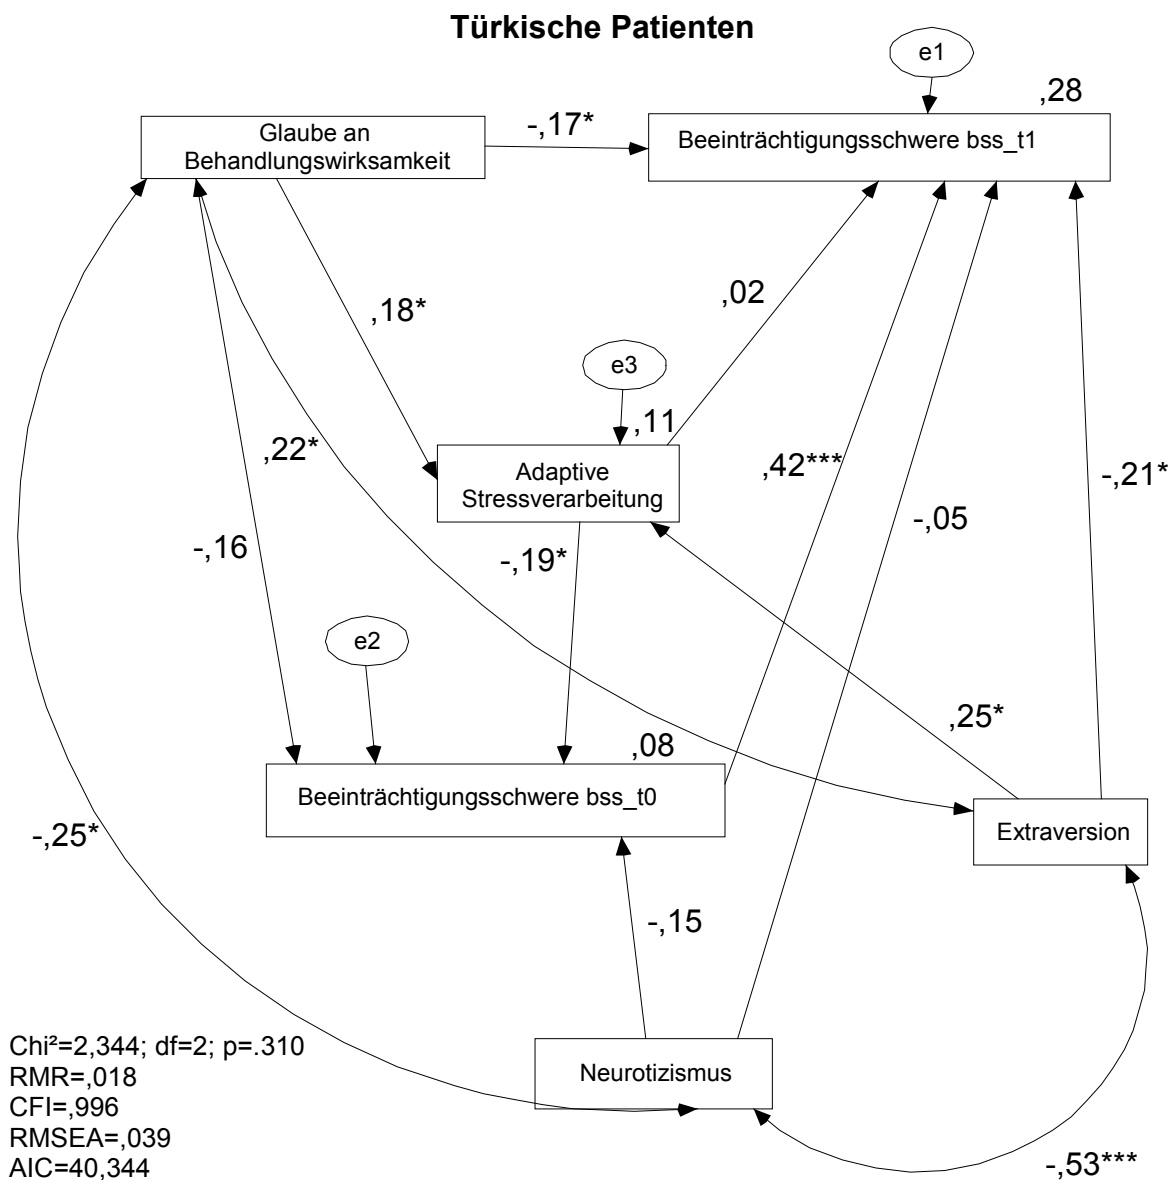 Türkische Patienten
e1
,28
Glaube an
Behandlungswirksamkeit
-,17*
Beeinträchtigungsschwere bss_t1
,18*
,02
e3
,11
,22*
Adaptive
Stressverarbeitung
,42***
-,21*
-,05
-,16
-,19*
e2
,25*
,08
Beeinträchtigungsschwere bss_t0
Extraversion
-,25*
-,15
Chi²=2,344; df=2; p=.310
RMR=,018
CFI=,996
RMSEA=,039
AIC=40,344
Neurotizismus
-,53***